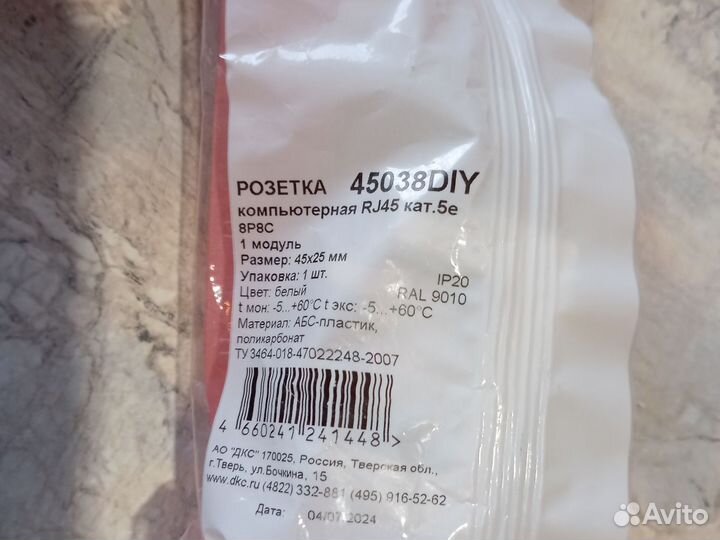 РОЗЕТКА 45038DIY
компьютерная RJ45 кат.5е
8P8C
1 модуль
Размер: 45х25 мм
Упаковка: 1 шт. IP20
Цвет: белый RAL 9010
t мон: -5...+60°C t экс: -5...+60°C
Материал: АБС-пластик,
поликарбонат
ТУ 3464-018-47022248-2007
4 660241 241448 >
АО "ДКС" 170025, Россия, Тверская обл.,
г.Тверь, ул.Бочкина, 15
www.dkc.ru (4822) 332-881 (495) 916-52-62
Дата: 04/07/2024
Avito